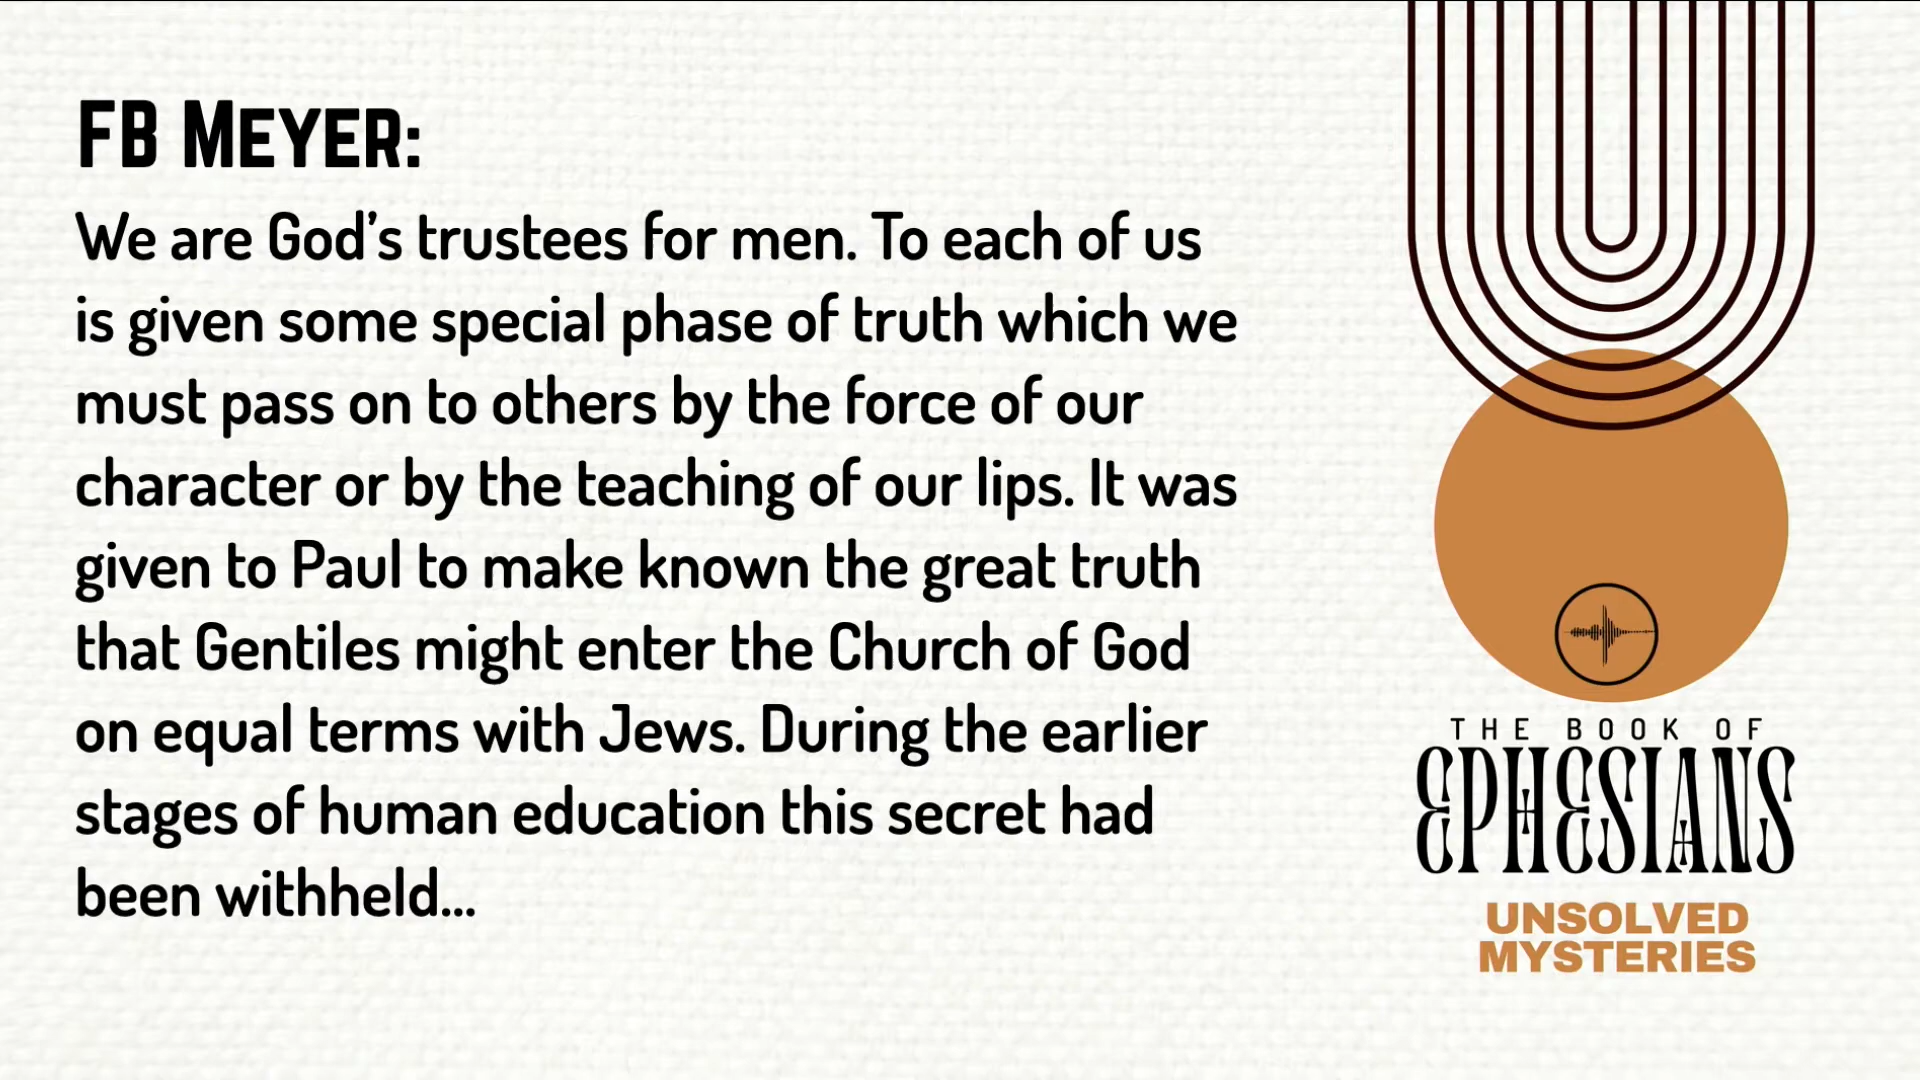 FB MEYER:
We are God’s trustees for men. To each of us
is given some special phase of truth which we
must pass on to others by the force of our
character or by the teaching of our lips. It was
given to Paul to make known the great truth
that Gentiles might enter the Church of God
on equal terms with Jews. During the earlier
stages of human education this secret had
been withheld...
THE BOOK OF
EPHESIANS
UNSOLVED
MYSTERIES